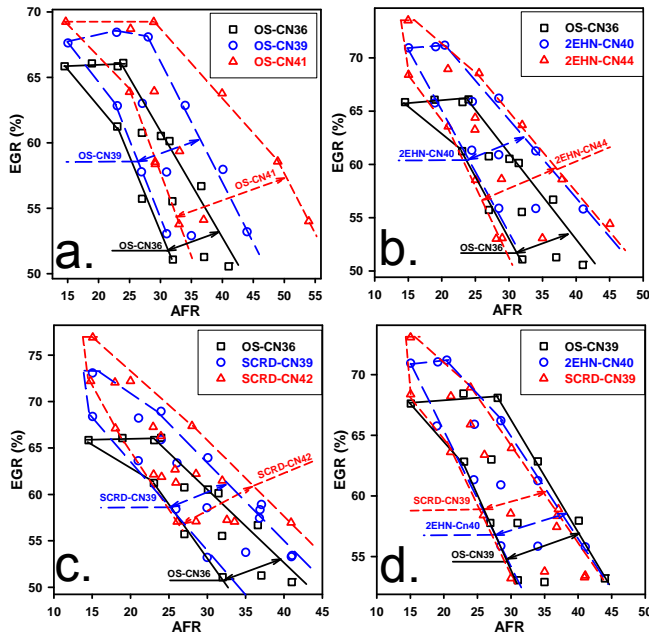 OS-CN36
OS-CN39
OS-CN41
EGR (%)
70
65
60
55
50
OS-CN39
OS-CN41
OS-CN36
a.
15 20 25 30 35 40 45 50 55
AFR
OS-CN36
2EHN-CN40
2EHN-CN44
EGR (%)
75
70
65
60
55
50
2EHN-CN40
2EHN-CN44
OS-CN36
b.
10 15 20 25 30 35 40 45 50
AFR
OS-CN36
SCRD-CN39
SCRD-CN42
EGR (%)
75
70
65
60
55
50
SCRD-CN42
SCRD-CN39
OS-CN36
c.
10 15 20 25 30 35 40 45
AFR
OS-CN39
2EHN-CN40
SCRD-CN39
EGR (%)
70
65
60
55
SCRD-CN39
2EHN-Cn40
OS-CN39
d.
10 15 20 25 30 35 40 45 50
AFR